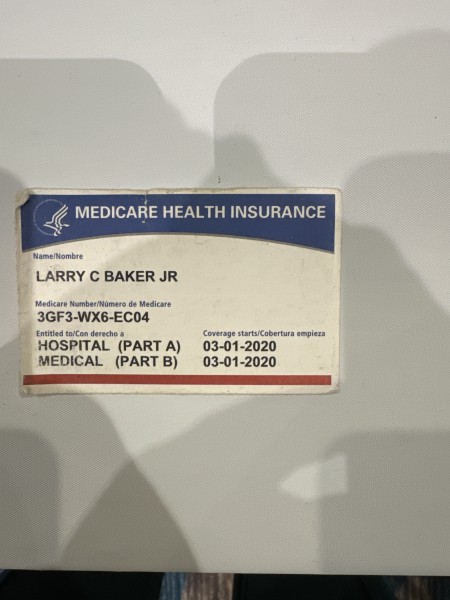 MEDICARE HEALTH INSURANCE
Name/Nombre
LARRY C BAKER JR
Medicare Number/Número de Medicare
3GF3-WX6-EC04
Entitled to/Con derecho a Coverage starts/Cobertura empieza
HOSPITAL (PART A) 03-01-2020
MEDICAL (PART B) 03-01-2020